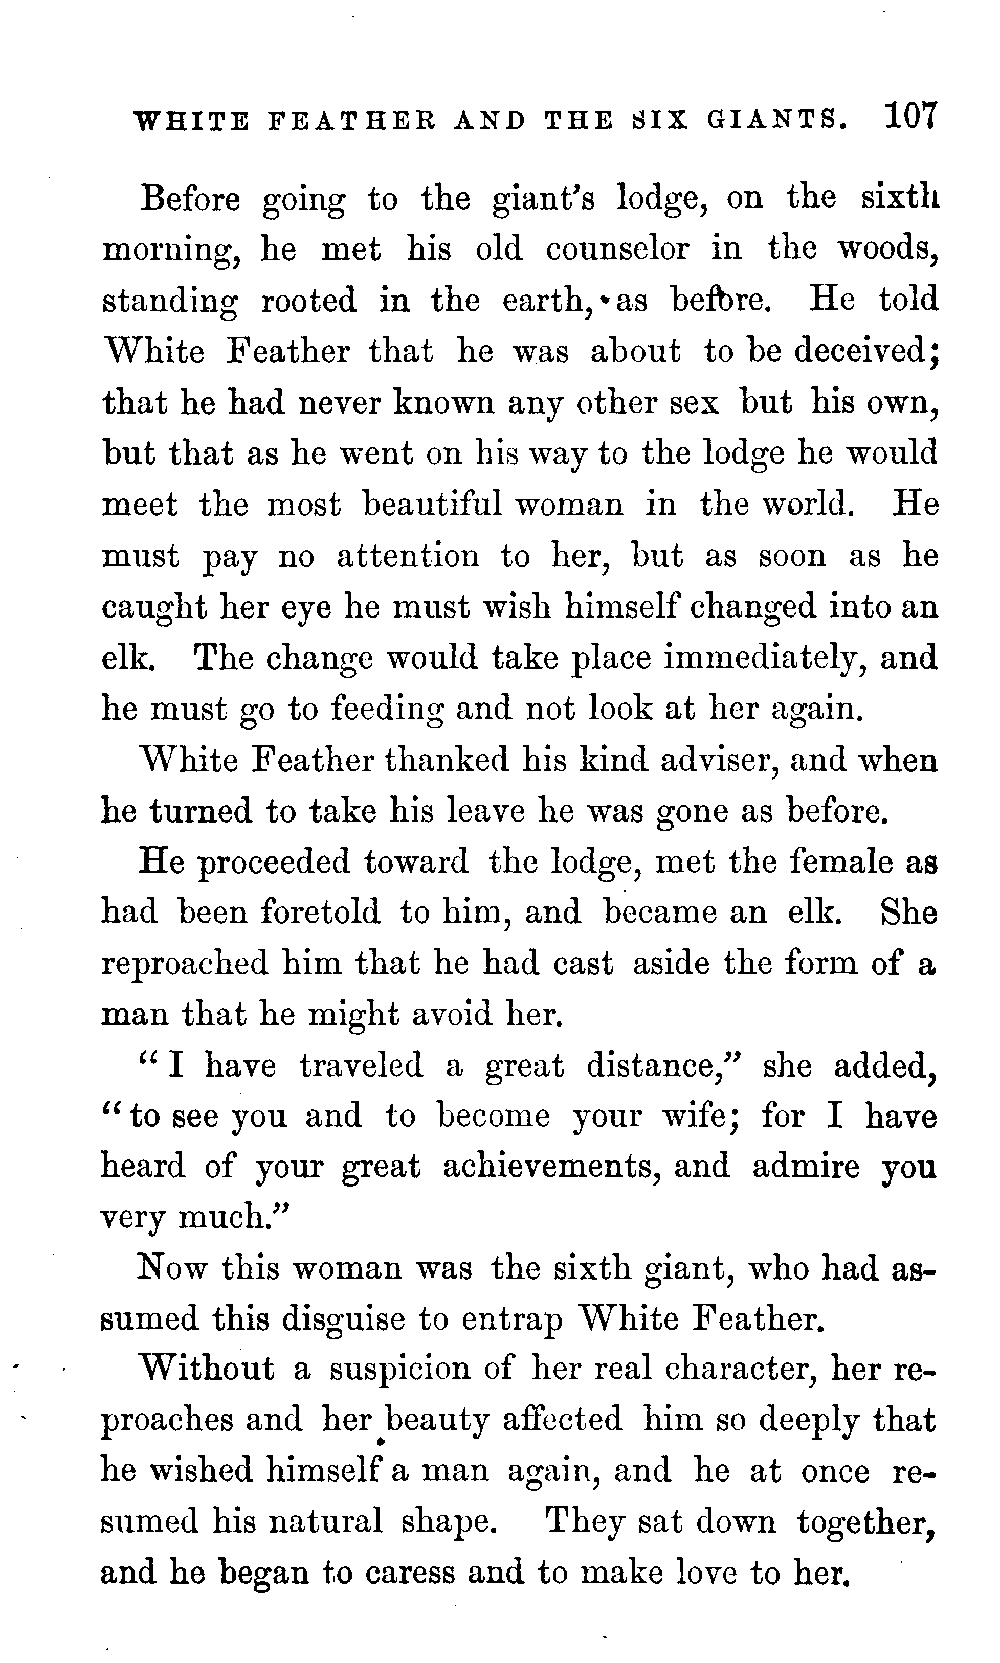 WHITE FEATHER AND THE SIX GIANTS. 107
Before going to the giant's lodge, on the sixth
morning, he met his old counselor in the woods,
standing rooted in the earth, as before. He told
White Feather that he was about to be deceived;
that he had never known any other sex but his own,
but that as he went on his way to the lodge he would
meet the most beautiful woman in the world. He
must pay no attention to her, but as soon as he
caught her eye he must wish himself changed into an
elk. The change would take place immediately, and
he must go to feeding and not look at her again.
White Feather thanked his kind adviser, and when
he turned to take his leave he was gone as before.
He proceeded toward the lodge, met the female as
had been foretold to him, and became an elk. She
reproached him that he had cast aside the form of a
man that he might avoid her.
"I have traveled a great distance," she added,
"to see you and to become your wife; for I have
heard of your great achievements, and admire you
very much."
Now this woman was the sixth giant, who had as-
sumed this disguise to entrap White Feather.
Without a suspicion of her real character, her re-
proaches and her beauty affected him so deeply that
he wished himself a man again, and he at once re-
sumed his natural shape. They sat down together,
and he began to caress and to make love to her.